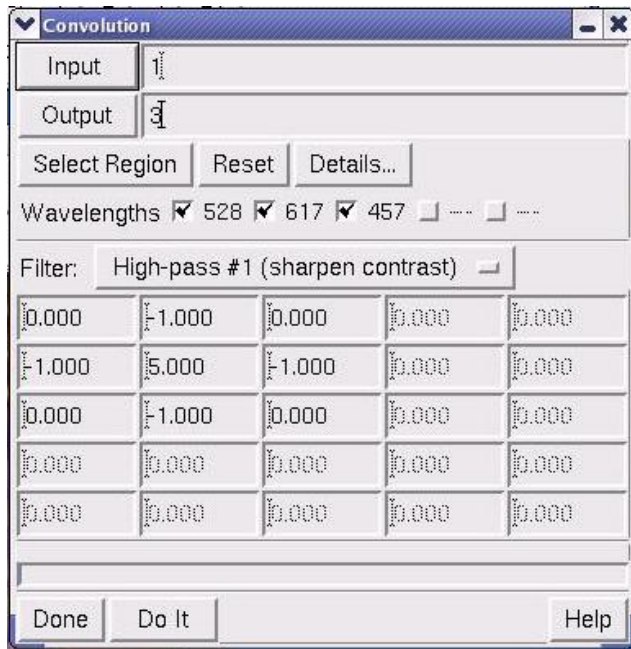 Convolution
Input 1
Output 3
Select Region Reset Details...
Wavelengths 528 617 457 ---- ----
Filter: High-pass #1 (sharpen contrast)
0.000 -1.000 0.000 0.000 0.000
-1.000 5.000 -1.000 0.000 0.000
0.000 -1.000 0.000 0.000 0.000
0.000 0.000 0.000 0.000 0.000
0.000 0.000 0.000 0.000 0.000
Done Do It Help